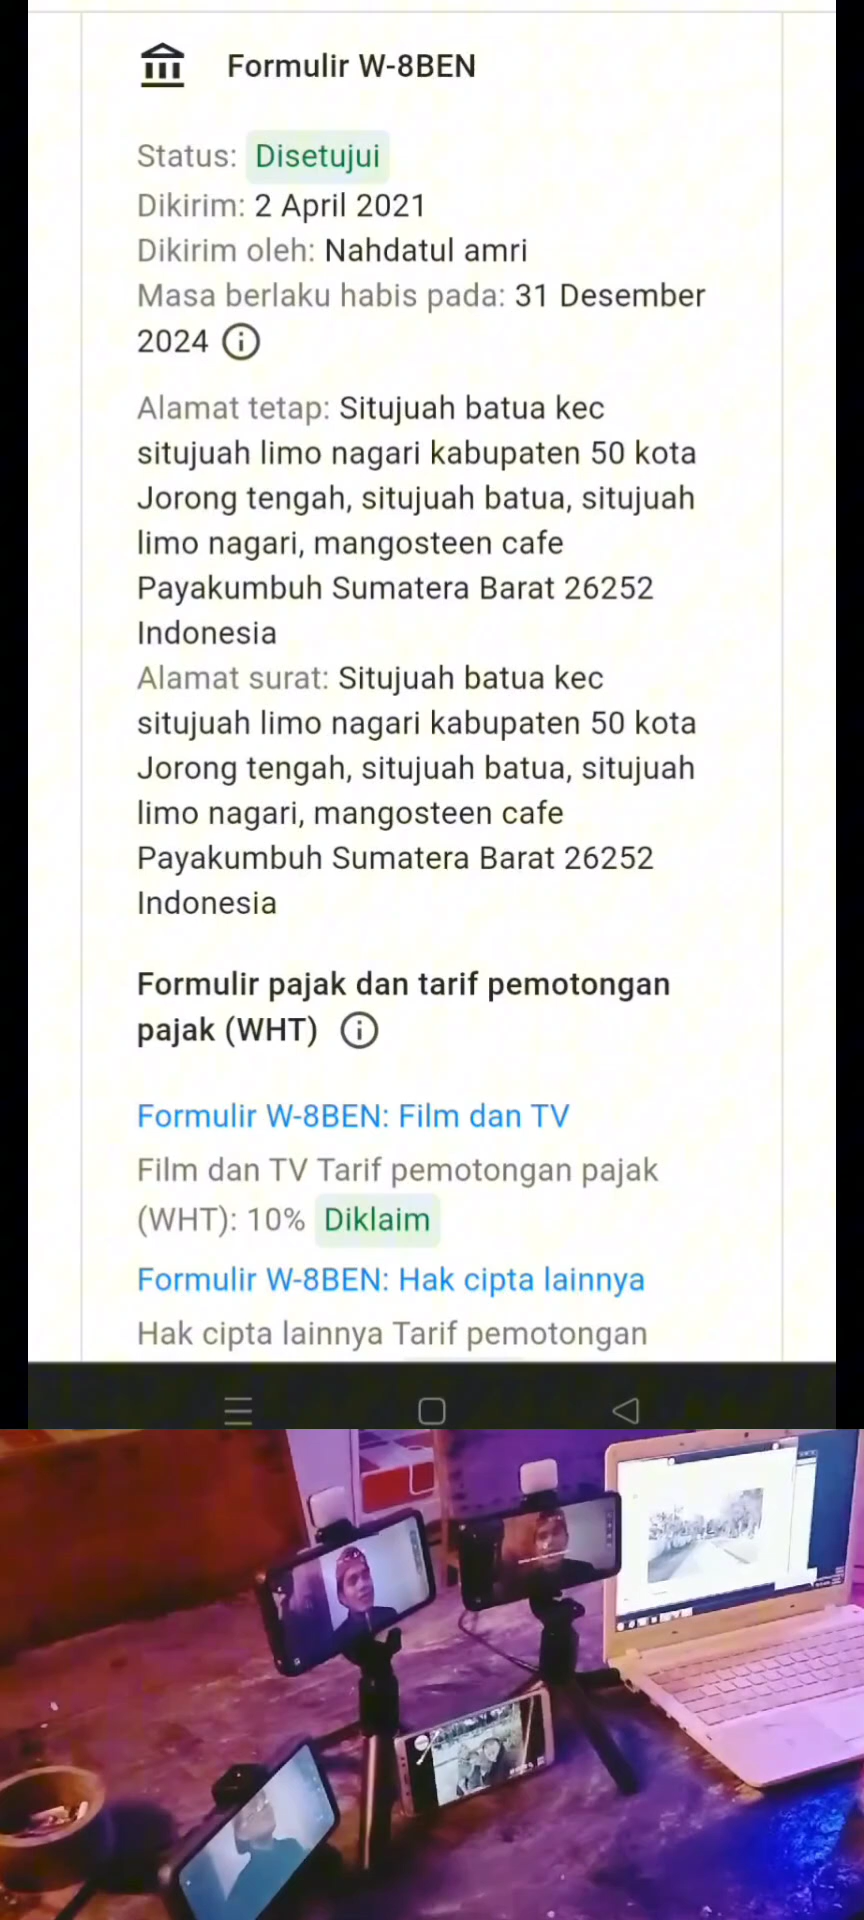 Formulir W-8BEN
Status: Disetujui
Dikirim: 2 April 2021
Dikirim oleh: Nahdatul amri
Masa berlaku habis pada: 31 Desember
2024
Alamat tetap: Situjuah batua kec
situjuah limo nagari kabupaten 50 kota
Jorong tengah, situjuah batua, situjuah
limo nagari, mangosteen cafe
Payakumbuh Sumatera Barat 26252
Indonesia
Alamat surat: Situjuah batua kec
situjuah limo nagari kabupaten 50 kota
Jorong tengah, situjuah batua, situjuah
limo nagari, mangosteen cafe
Payakumbuh Sumatera Barat 26252
Indonesia
Formulir pajak dan tarif pemotongan
pajak (WHT)
Formulir W-8BEN: Film dan TV
Film dan TV Tarif pemotongan pajak
(WHT): 10% Diklaim
Formulir W-8BEN: Hak cipta lainnya
Hak cipta lainnya Tarif pemotongan